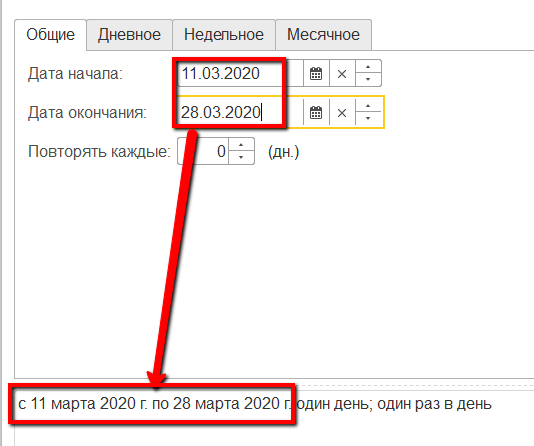 Общие Дневное Недельное Месячное
Дата начала: 11.03.2020
Дата окончания: 28.03.2020
Повторять каждые: 0 (дн.)
с 11 марта 2020 г. по 28 марта 2020 г. один день; один раз в день